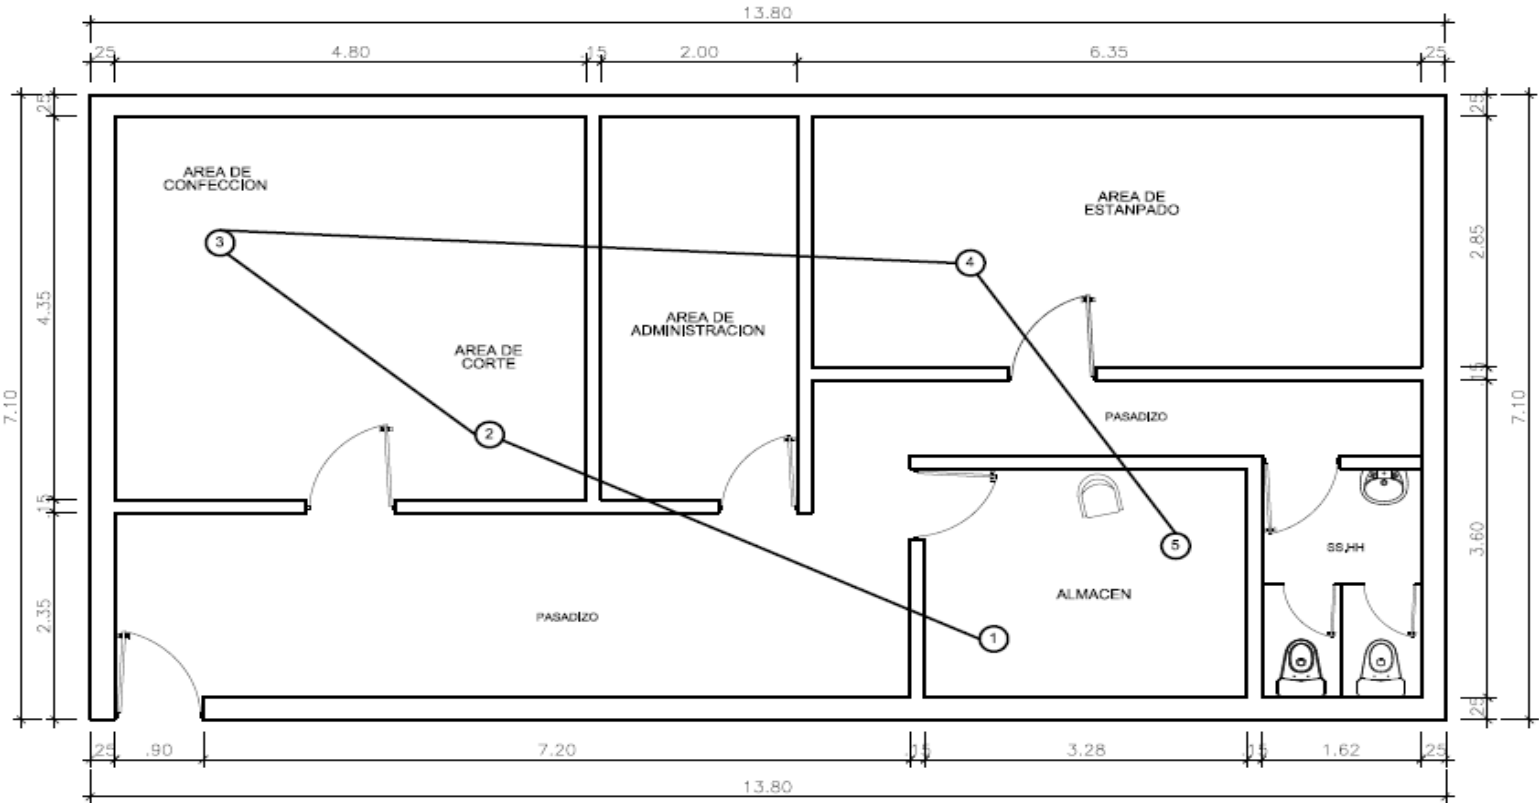 13.80
.25
4.80
.15
2.00
6.35
.25
.25
.25
AREA DE
CONFECCION
AREA DE
ESTANPADO
3
4
2.85
4.35
AREA DE
ADMINISTRACION
AREA DE
CORTE
.15
7.10
7.10
PASADIZO
2
.15
5
3.60
SS,HH
ALMACEN
2.35
PASADIZO
1
.25
.25
.90
7.20
.15
3.28
.15
1.62
.25
13.80